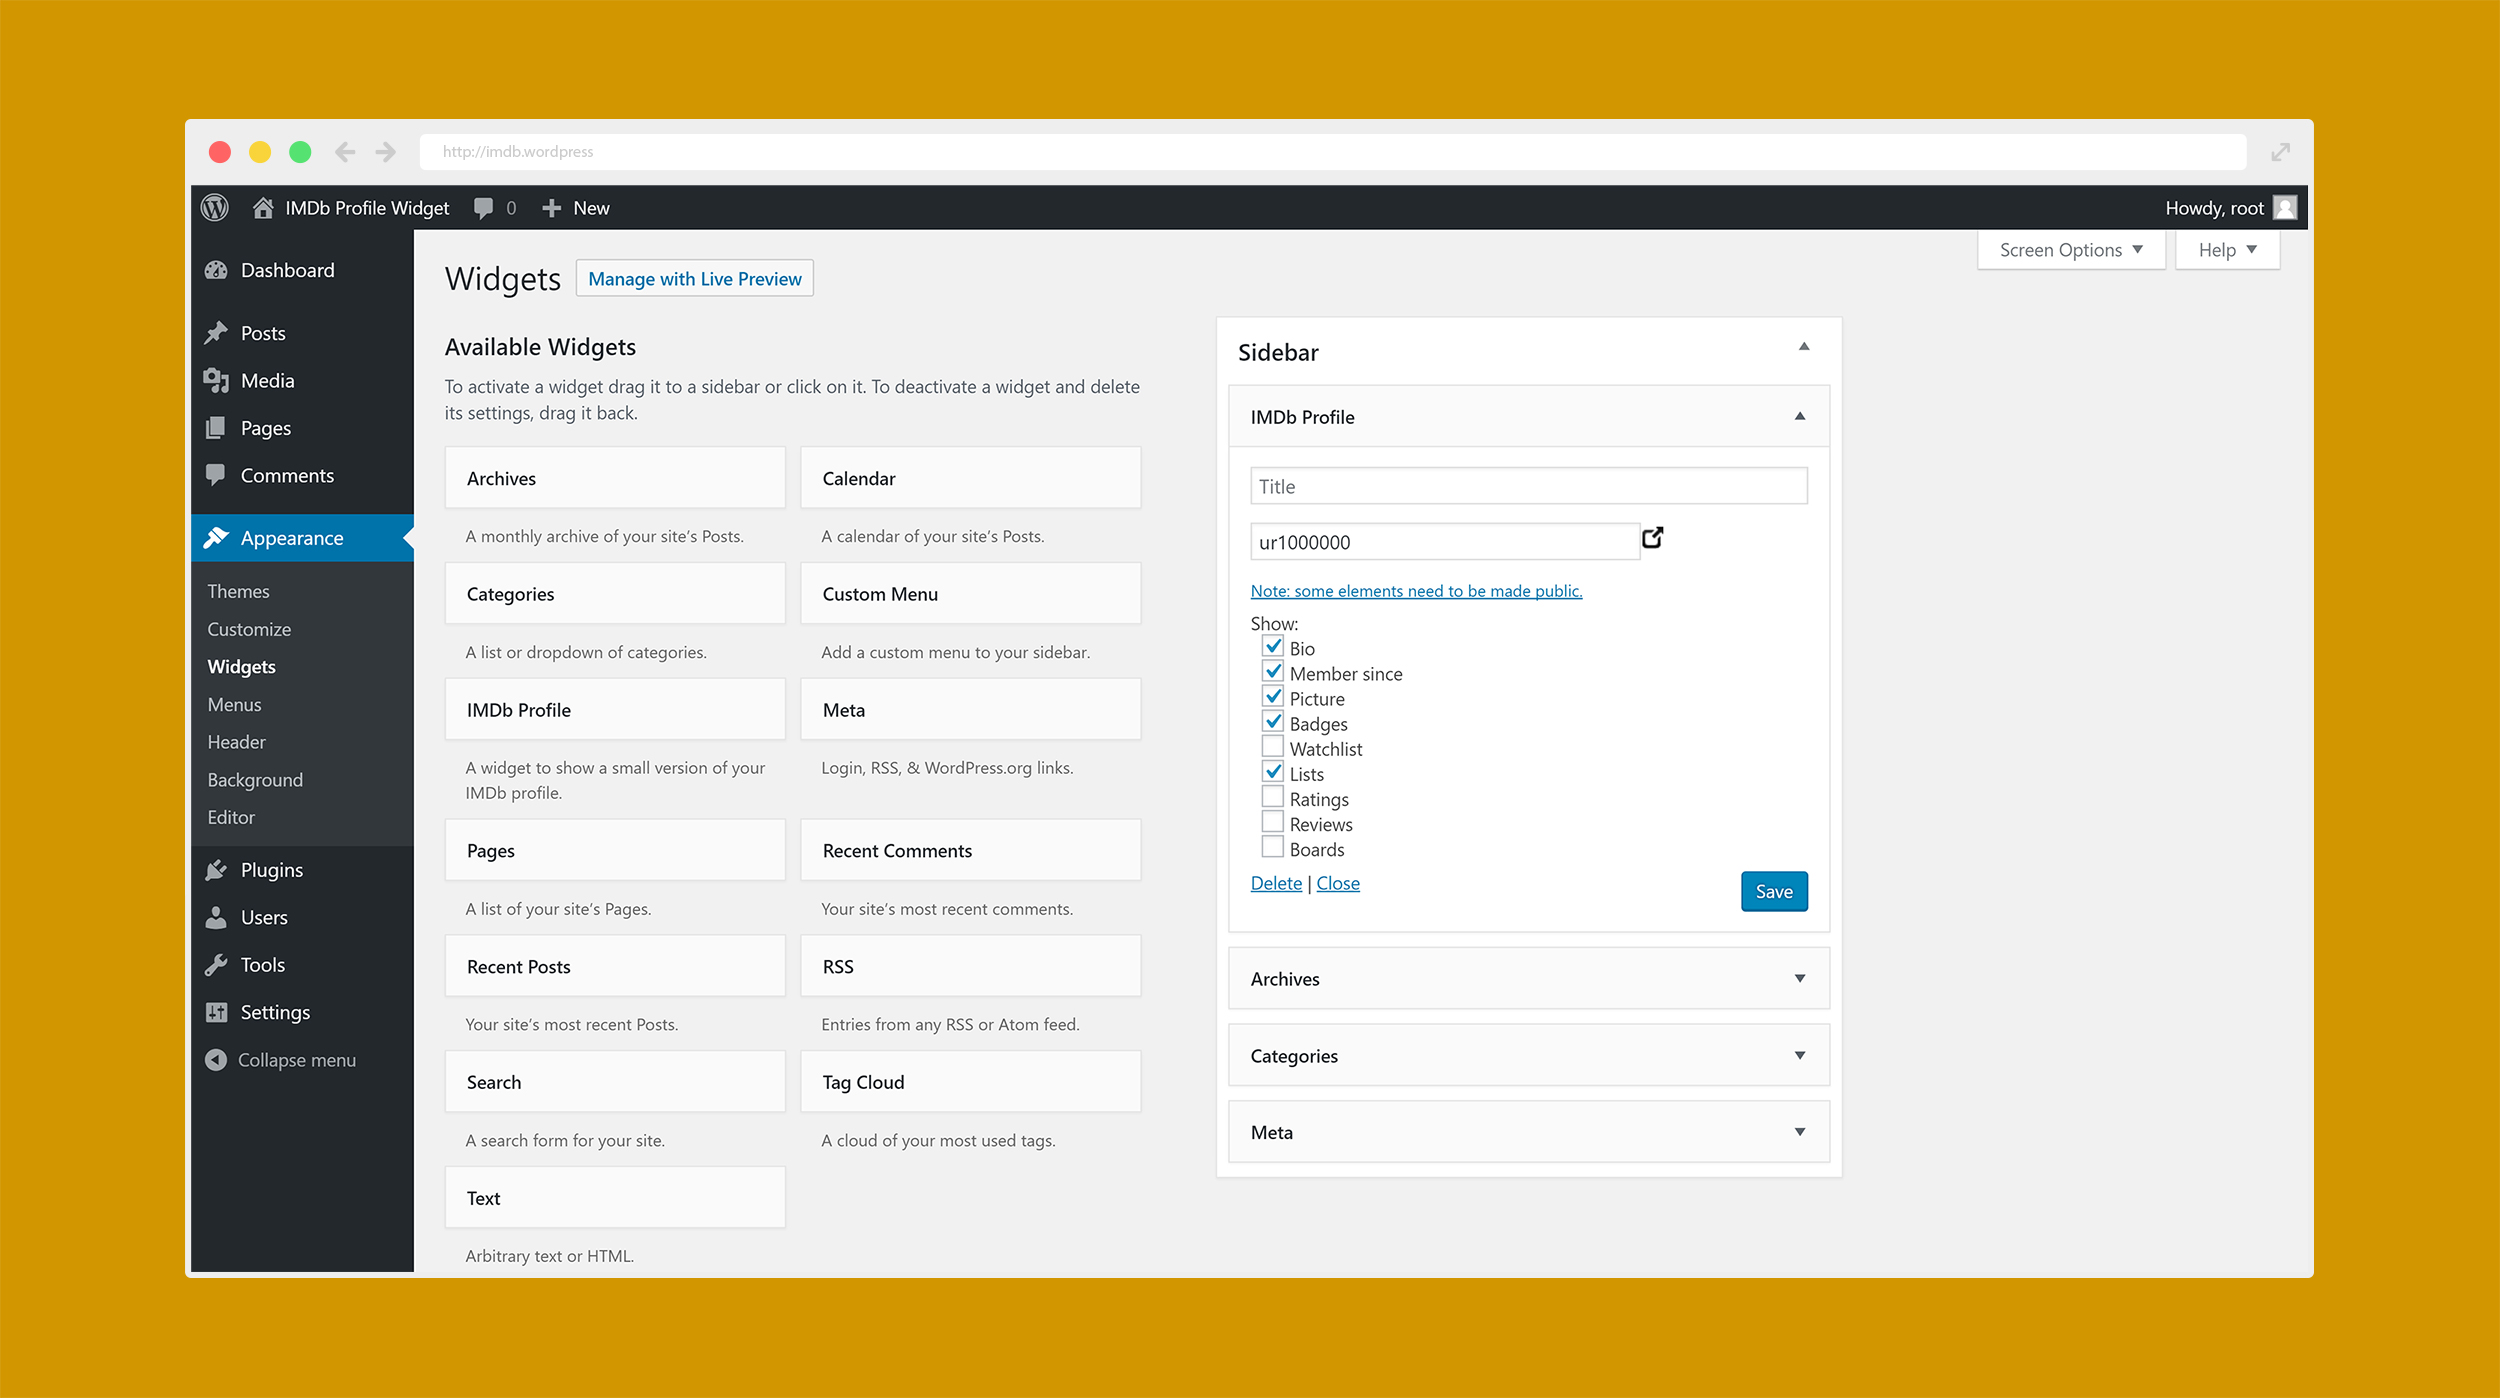 http://imdb.wordpress
IMDb Profile Widget 0 New Howdy, root
Dashboard
Posts
Media
Pages
Comments
Appearance
Themes
Customize
Widgets
Menus
Header
Background
Editor
Plugins
Users
Tools
Settings
Collapse menu
Screen Options Help
Widgets Manage with Live Preview
Available Widgets
To activate a widget drag it to a sidebar or click on it. To deactivate a widget and delete
its settings, drag it back.
Archives
A monthly archive of your site’s Posts.
Calendar
A calendar of your site’s Posts.
Categories
A list or dropdown of categories.
Custom Menu
Add a custom menu to your sidebar.
IMDb Profile
A widget to show a small version of your
IMDb profile.
Meta
Login, RSS, & WordPress.org links.
Pages
A list of your site’s Pages.
Recent Comments
Your site’s most recent comments.
Recent Posts
Your site’s most recent Posts.
RSS
Entries from any RSS or Atom feed.
Search
A search form for your site.
Tag Cloud
A cloud of your most used tags.
Text
Arbitrary text or HTML.
Sidebar
IMDb Profile
Title
ur1000000
Note: some elements need to be made public.
Show:
Bio
Member since
Picture
Badges
Watchlist
Lists
Ratings
Reviews
Boards
Delete | Close Save
Archives
Categories
Meta